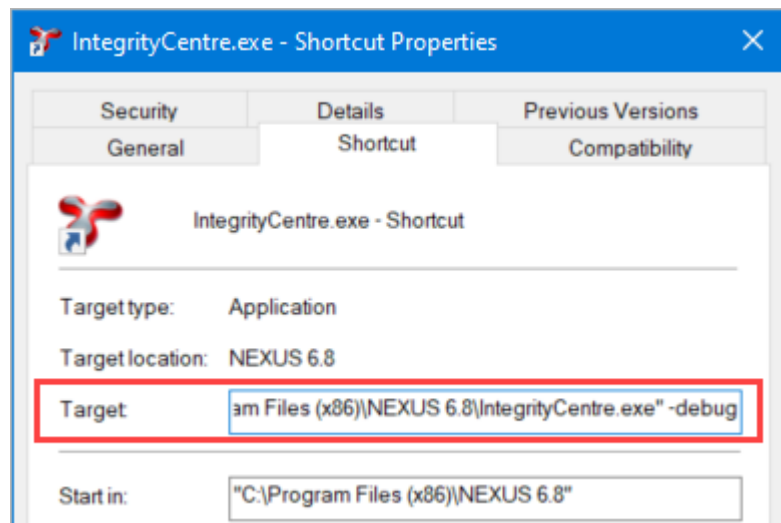 IntegrityCentre.exe - Shortcut Properties
Security Details Previous Versions
General Shortcut Compatibility
IntegrityCentre.exe - Shortcut
Target type: Application
Target location: NEXUS 6.8
Target: am Files (x86)\NEXUS 6.8\IntegrityCentre.exe" -debug
Start in: "C:\Program Files (x86)\NEXUS 6.8"